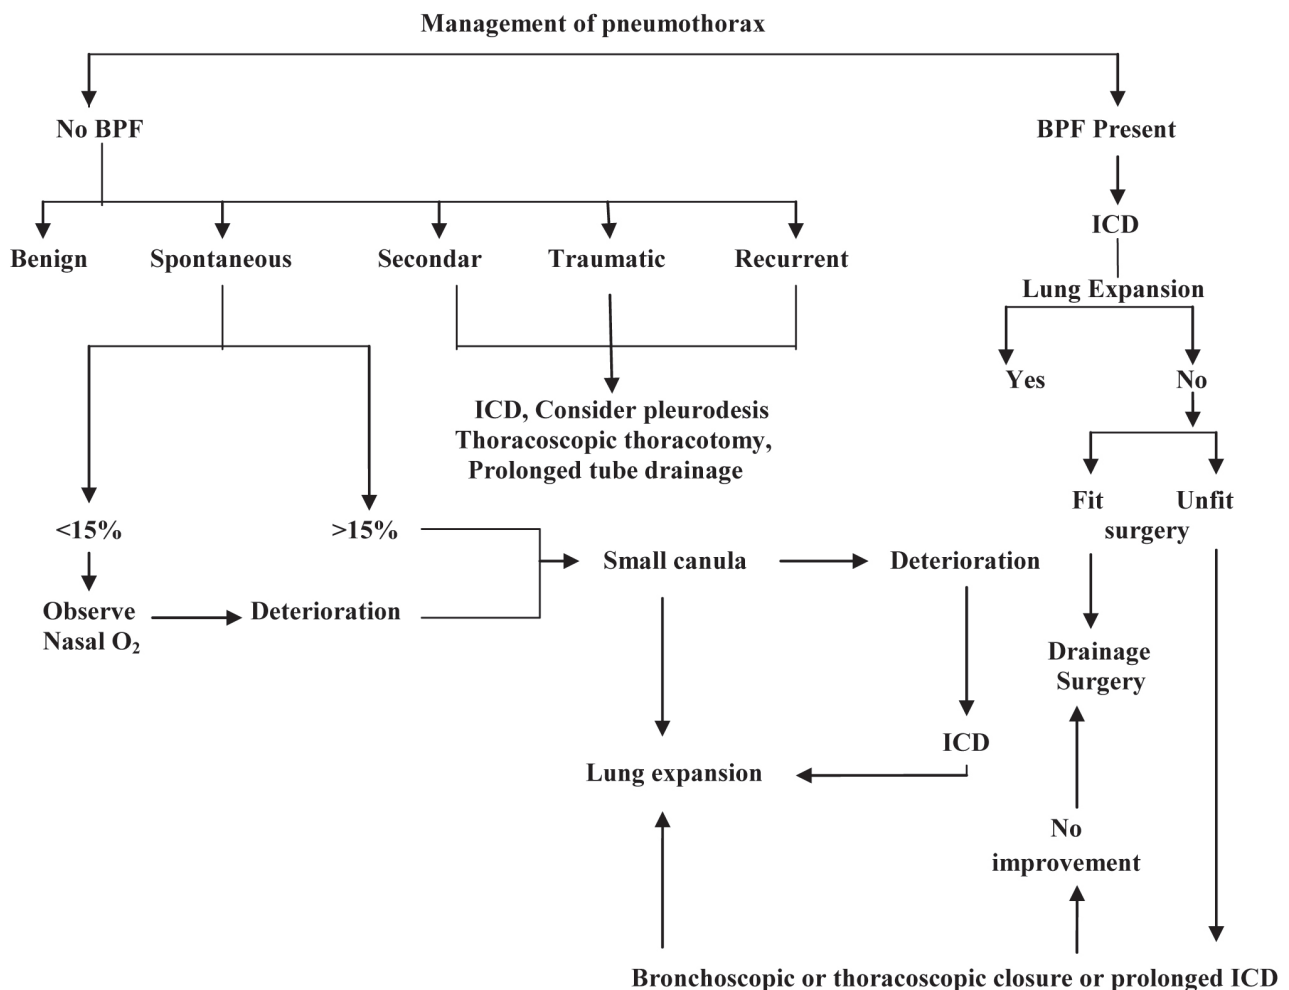 Management of pneumothorax
No BPF
BPF Present
ICD
Benign
Spontaneous
Secondar
Traumatic
Recurrent
Lung Expansion
Yes
No
ICD, Consider pleurodesis
Thoracoscopic thoracotomy,
Prolonged tube drainage
Fit
Unfit
surgery
<15%
>15%
Small canula
Deterioration
Observe
Nasal O₂
Deterioration
Drainage
Surgery
ICD
Lung expansion
No
improvement
Bronchoscopic or thoracoscopic closure or prolonged ICD